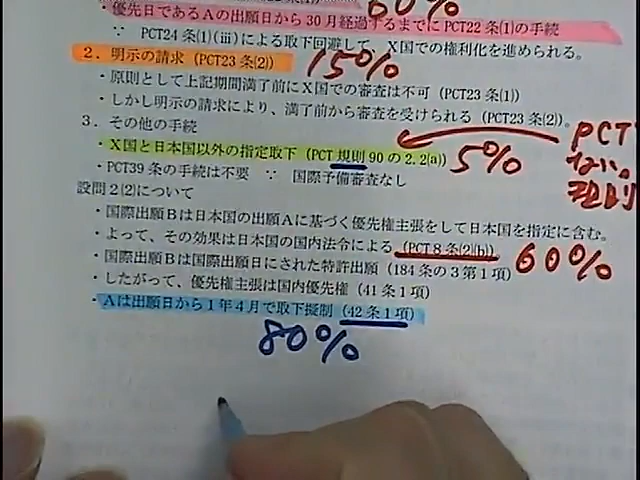 60%
・優先日であるAの出願日から30月経過するまでにPCT22条(1)の手続
∵ PCT24条(1)(iii)による取下回避して、X国での権利化を進められる。
2．明示の請求（PCT23条(2)） 15%
・原則として上記期間満了前にX国での審査は不可（PCT23条(1)）
・しかし明示の請求により、満了前から審査を受けられる（PCT23条(2)）。
3．その他の手続
・X国と日本国以外の指定取下（PCT規則90の2.2(a)） 5%
PCT
ない。
・PCT39条の手続は不要 ∵ 国際予備審査なし
設問2(2)について
・国際出願Bは日本国の出願Aに基づく優先権主張をして日本国を指定に含む。
・よって、その効果は日本国の国内法令による（PCT8条(2)(b)） 60%
・国際出願Bは国際出願日にされた特許出願（184条の3第1項）
・したがって、優先権主張は国内優先権（41条1項）
・Aは出願日から1年4月で取下擬制（42条1項）
80%